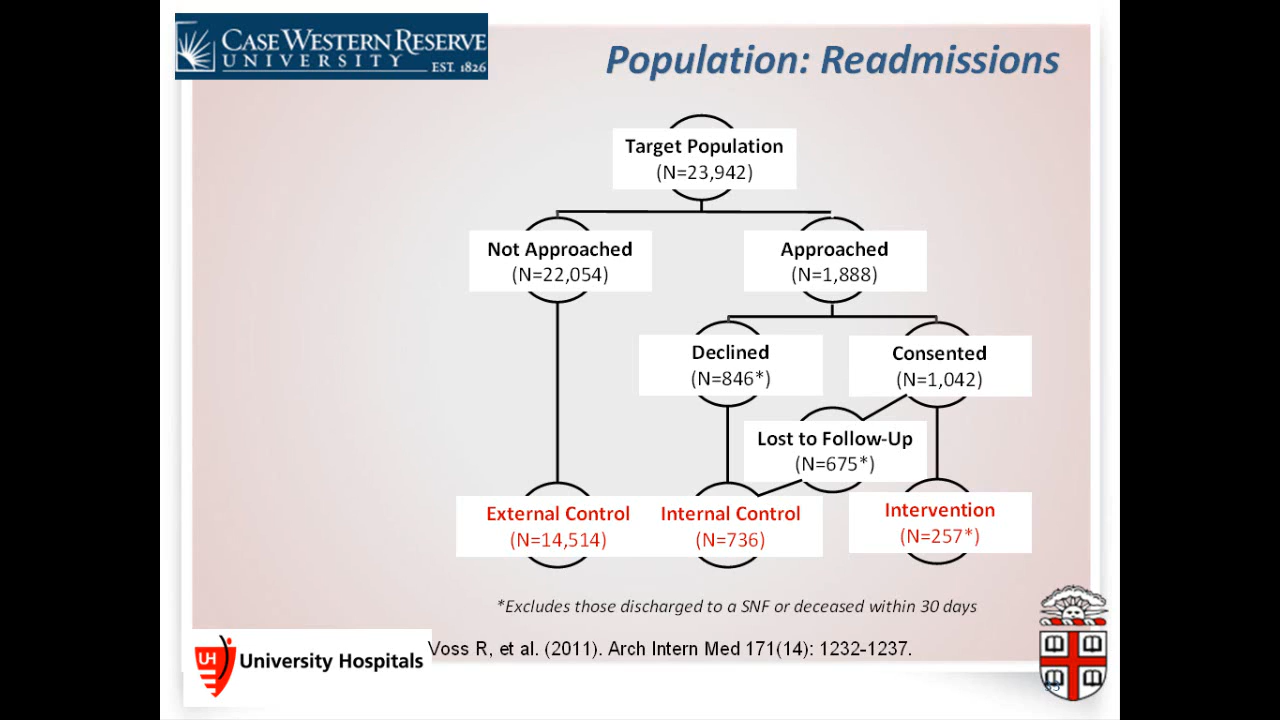 CASE WESTERN RESERVE
UNIVERSITY EST. 1826
Population: Readmissions
Target Population
(N=23,942)
Not Approached
(N=22,054)
Approached
(N=1,888)
Declined
(N=846*)
Consented
(N=1,042)
Lost to Follow-Up
(N=675*)
External Control
(N=14,514)
Internal Control
(N=736)
Intervention
(N=257*)
*Excludes those discharged to a SNF or deceased within 30 days
Voss R, et al. (2011). Arch Intern Med 171(14): 1232-1237.
UH University Hospitals